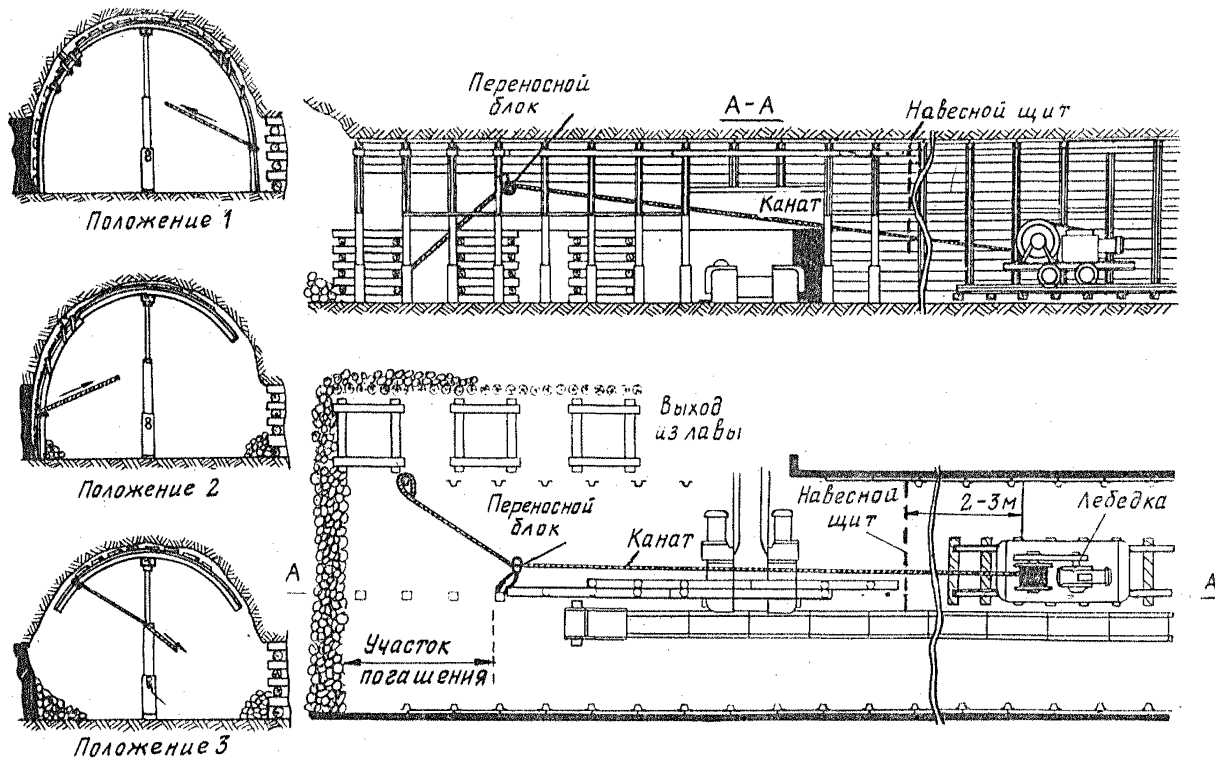 Положение 1
Положение 2
Положение 3
Переносной
блок
А-А
Навесной щит
Канат
Выход
из лавы
Переносной
блок
Канат
Навесной
щит
2-3м
Лебедка
А
А
Участок
погашения